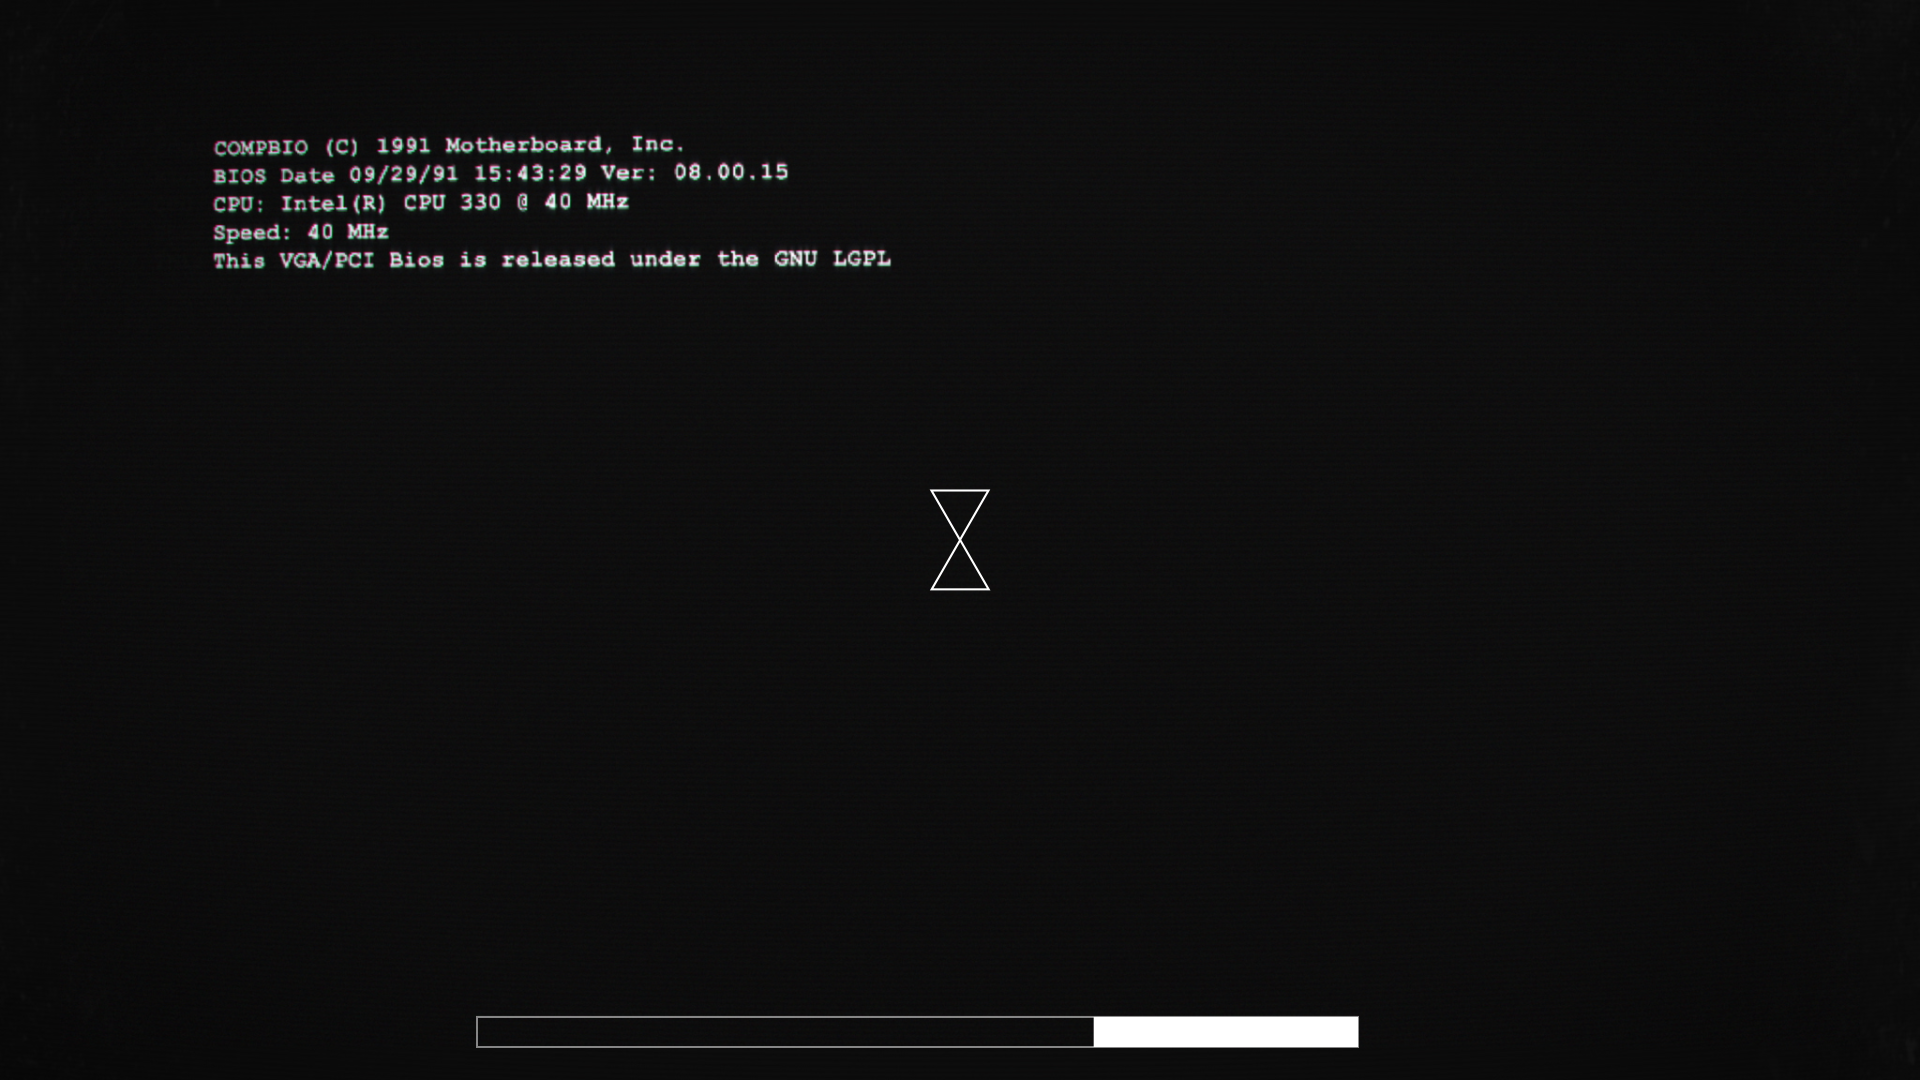 COMPBIO (C) 1991 Motherboard, Inc.
BIOS Date 09/29/91 15:43:29 Ver: 08.00.15
CPU: Intel(R) CPU 330 @ 40 MHz
Speed: 40 MHz
This VGA/PCI Bios is released under the GNU LGPL